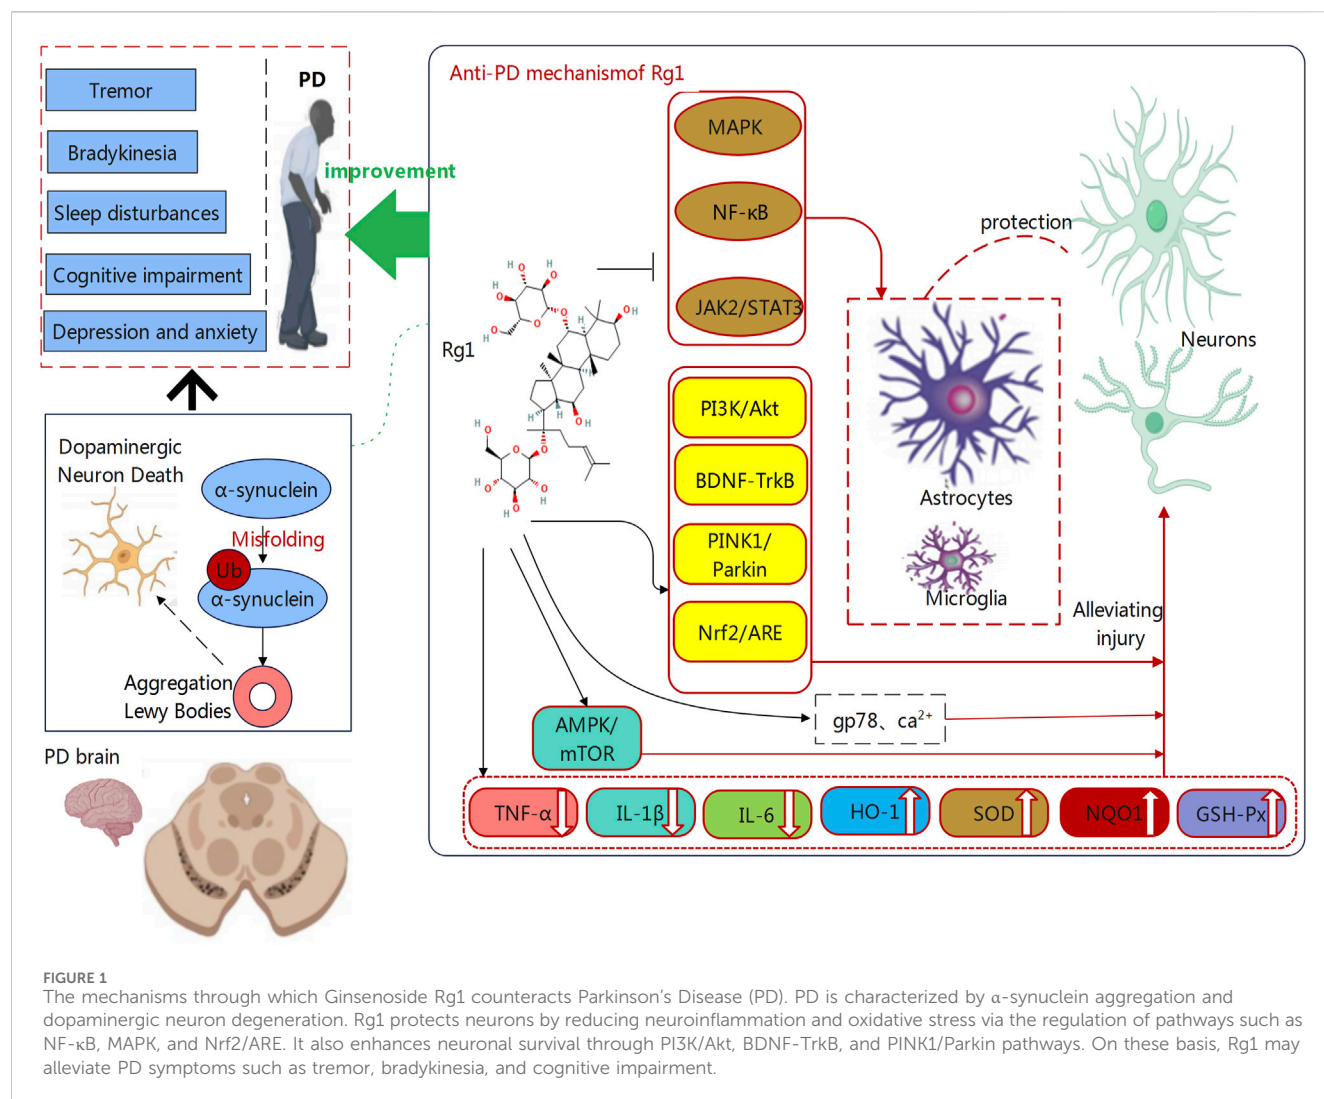 PD
Tremor
Bradykinesia
Sleep disturbances
Cognitive impairment
Depression and anxiety
improvement
Dopaminergic
Neuron Death
α-synuclein
Misfolding
Ub
α-synuclein
Aggregation
Lewy Bodies
PD brain
Anti-PD mechanismof Rg1
MAPK
NF-κB
JAK2/STAT3
Rg1
H
O
H
O
H
O
O
O
H
O
O
H
O
H
H
H
H
O
H
H
O
O
O
H
O
H
O
H
O
H
PI3K/Akt
BDNF-TrkB
PINK1/
Parkin
Nrf2/ARE
protection
Neurons
Astrocytes
Microglia
Alleviating
injury
gp78、ca²⁺
AMPK/
mTOR
TNF-α
IL-1β
IL-6
HO-1
SOD
NQO1
GSH-Px
FIGURE 1
The mechanisms through which Ginsenoside Rg1 counteracts Parkinson's Disease (PD). PD is characterized by α-synuclein aggregation and
dopaminergic neuron degeneration. Rg1 protects neurons by reducing neuroinflammation and oxidative stress via the regulation of pathways such as
NF-κB, MAPK, and Nrf2/ARE. It also enhances neuronal survival through PI3K/Akt, BDNF-TrkB, and PINK1/Parkin pathways. On these basis, Rg1 may
alleviate PD symptoms such as tremor, bradykinesia, and cognitive impairment.